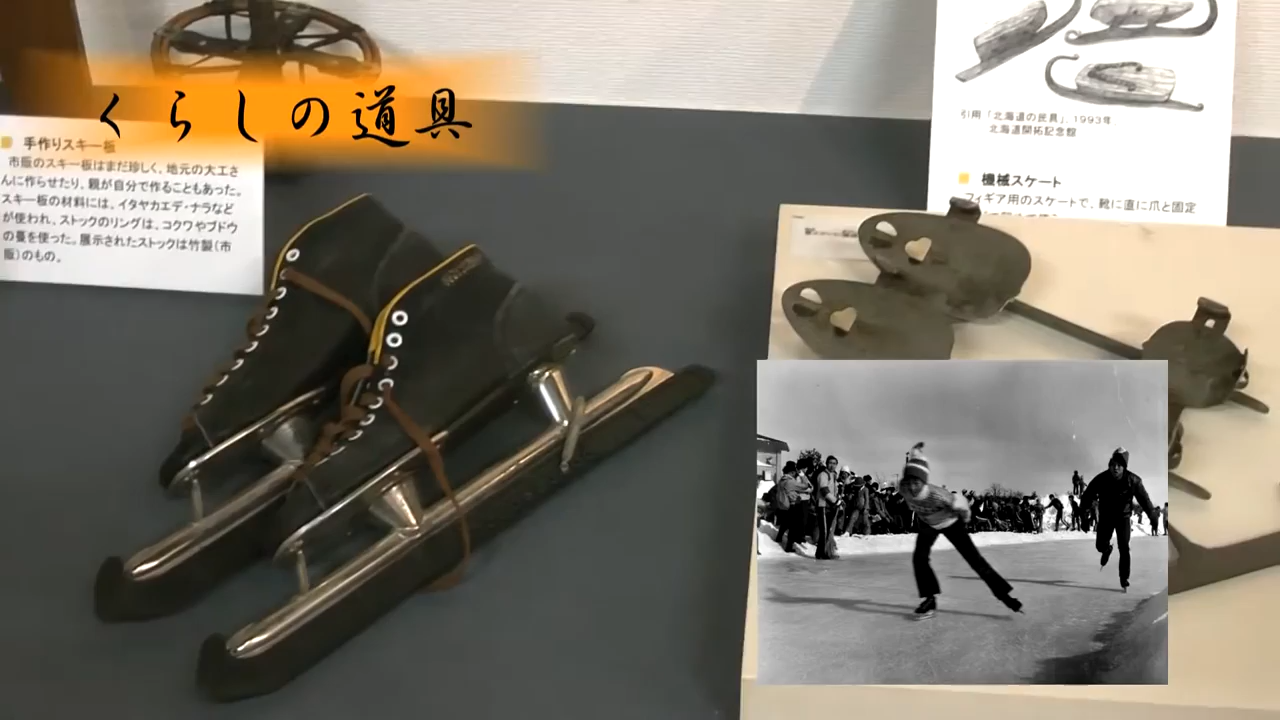 くらしの道具
手作りスキー板
市販のスキー板はまだ珍しく、地元の大工さ
んに作らせたり、親が自分で作ることもあった。
スキー板の材料には、イタヤカエデ・ナラなど
が使われ、ストックのリングは、コクワやブドウ
の蔓を使った。展示されたストックは竹製(市
販)のもの。
引用「北海道の民具」、1993年
北海道開拓記念館
機械スケート
フィギア用のスケートで、靴に直に爪と固定